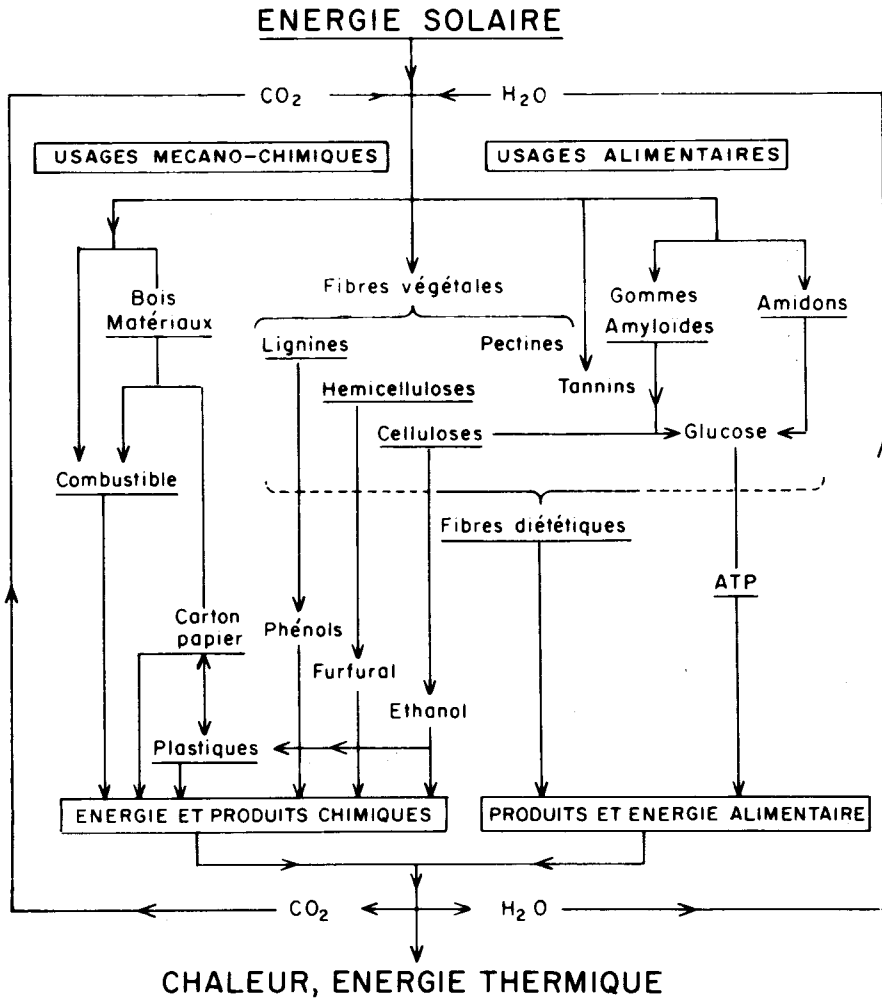 ENERGIE SOLAIRE
CO2 H2O
USAGES MECANO-CHIMIQUES
USAGES ALIMENTAIRES
Bois
Matériaux
Fibres végétales
Gommes
Amyloïdes
Amidons
Lignines
Pectines
Tannins
Hemicelluloses
Celluloses
Glucose
Combustible
Fibres diététiques
ATP
Carton
papier
Phénols
Furfural
Ethanol
Plastiques
ENERGIE ET PRODUITS CHIMIQUES
PRODUITS ET ENERGIE ALIMENTAIRE
CO2 H2O
CHALEUR, ENERGIE THERMIQUE